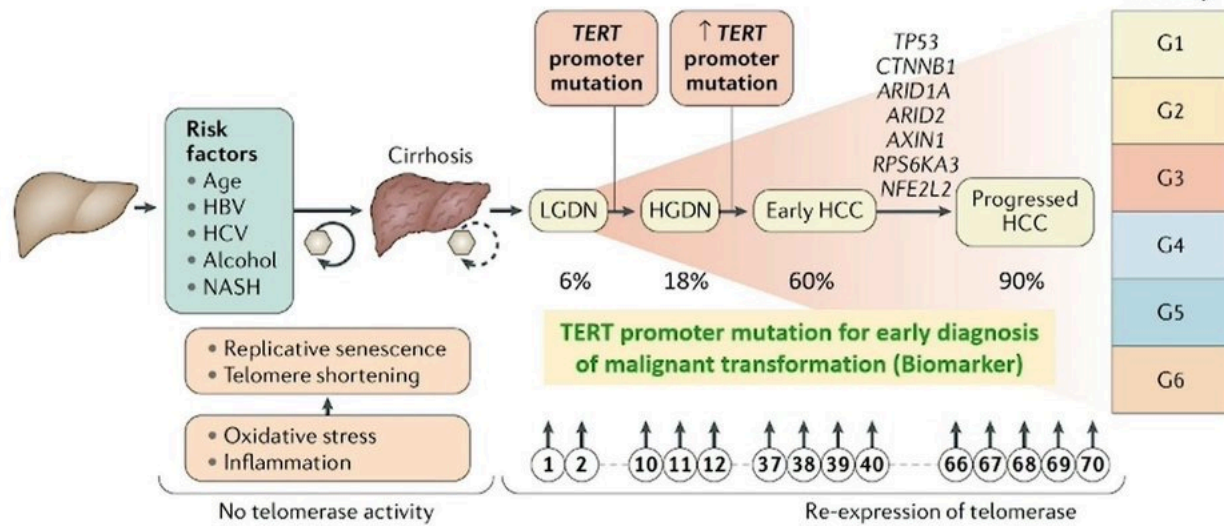 TERT
promoter
mutation
↑ TERT
promoter
mutation
TP53
CTNNB1
ARID1A
ARID2
AXIN1
RPS6KA3
NFE2L2
G1
G2
G3
G4
G5
G6
Risk
factors
• Age
• HBV
• HCV
• Alcohol
• NASH
Cirrhosis
LGDN
HGDN
Early HCC
Progressed
HCC
6%
18%
60%
90%
TERT promoter mutation for early diagnosis
of malignant transformation (Biomarker)
• Replicative senescence
• Telomere shortening
• Oxidative stress
• Inflammation
1 2 10 11 12 37 38 39 40 66 67 68 69 70
No telomerase activity
Re-expression of telomerase